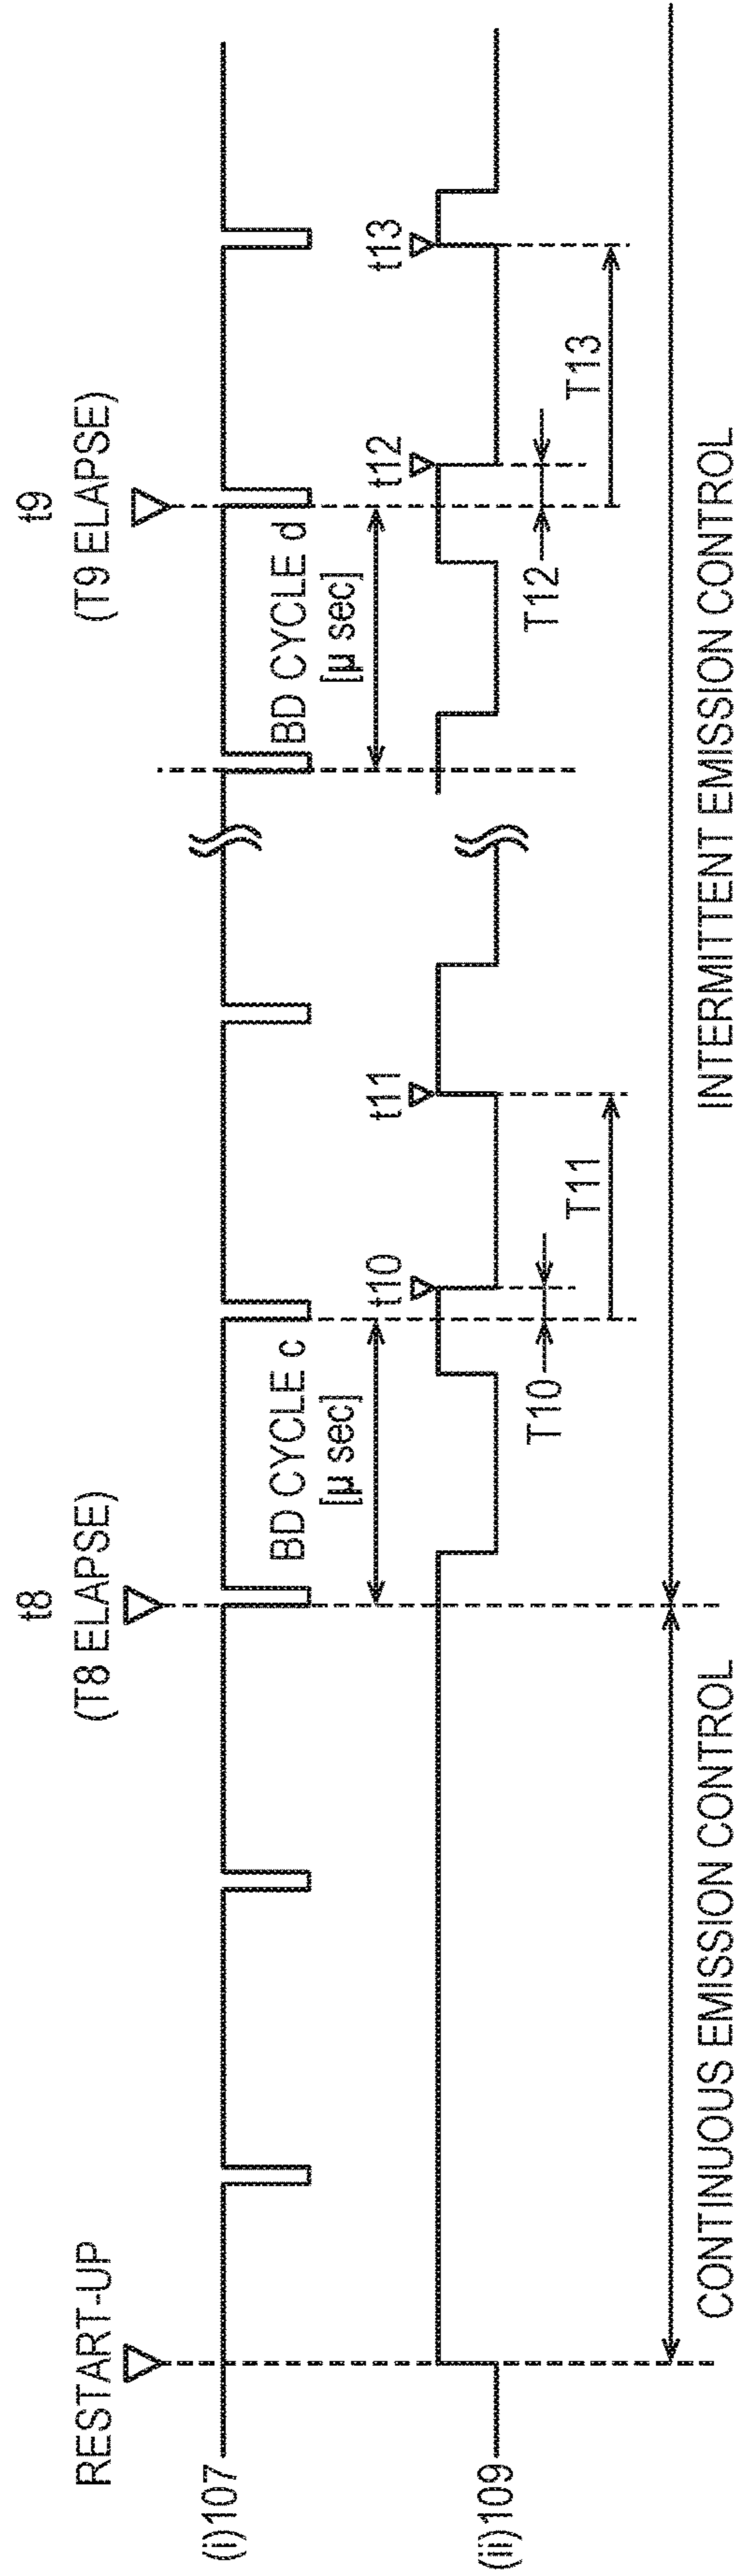 RESTART-UP
t8
(T8 ELAPSE)
t9
(T9 ELAPSE)
(i)107
BD CYCLE c
[μ sec]
BD CYCLE d
[μ sec]
t10
t11
t12
t13
(ii)109
T10
T11
T12
T13
CONTINUOUS EMISSION CONTROL
INTERMITTENT EMISSION CONTROL